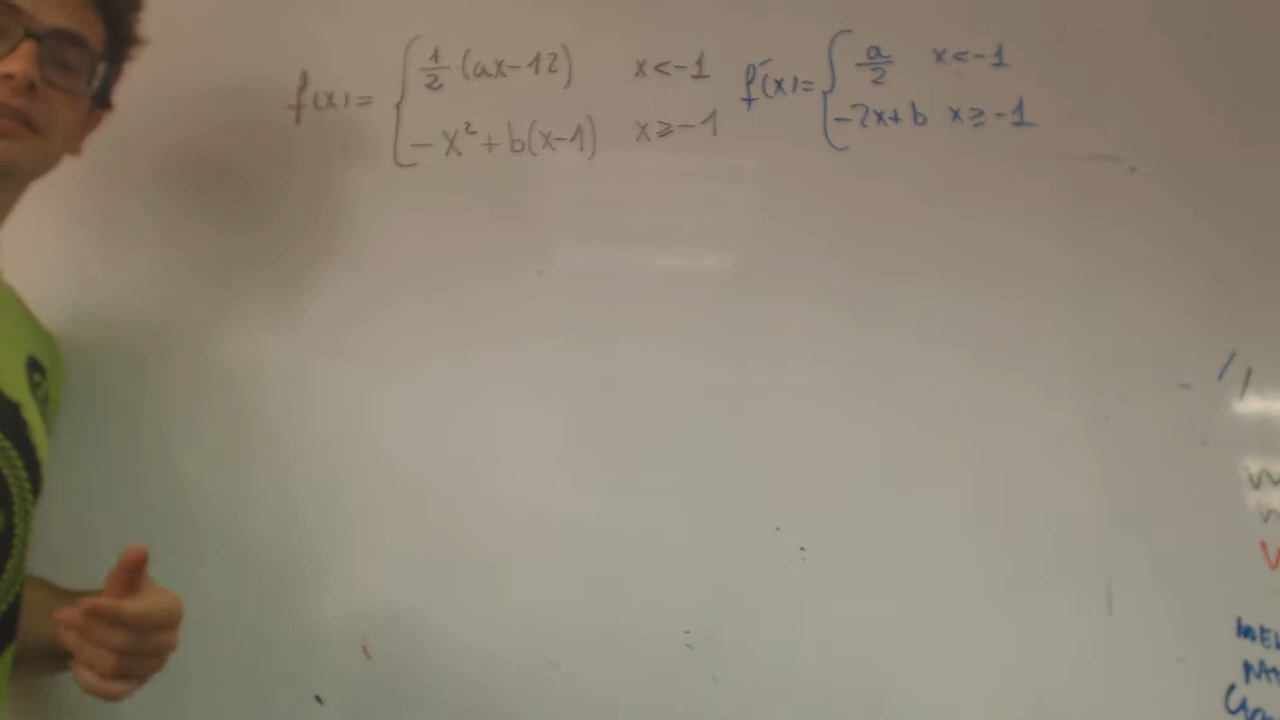 f(x) = { 1/2 (ax-12)   x < -1
-x² + b(x-1)   x ≥ -1
f'(x) = { a/2   x < -1
-2x + b   x ≥ -1